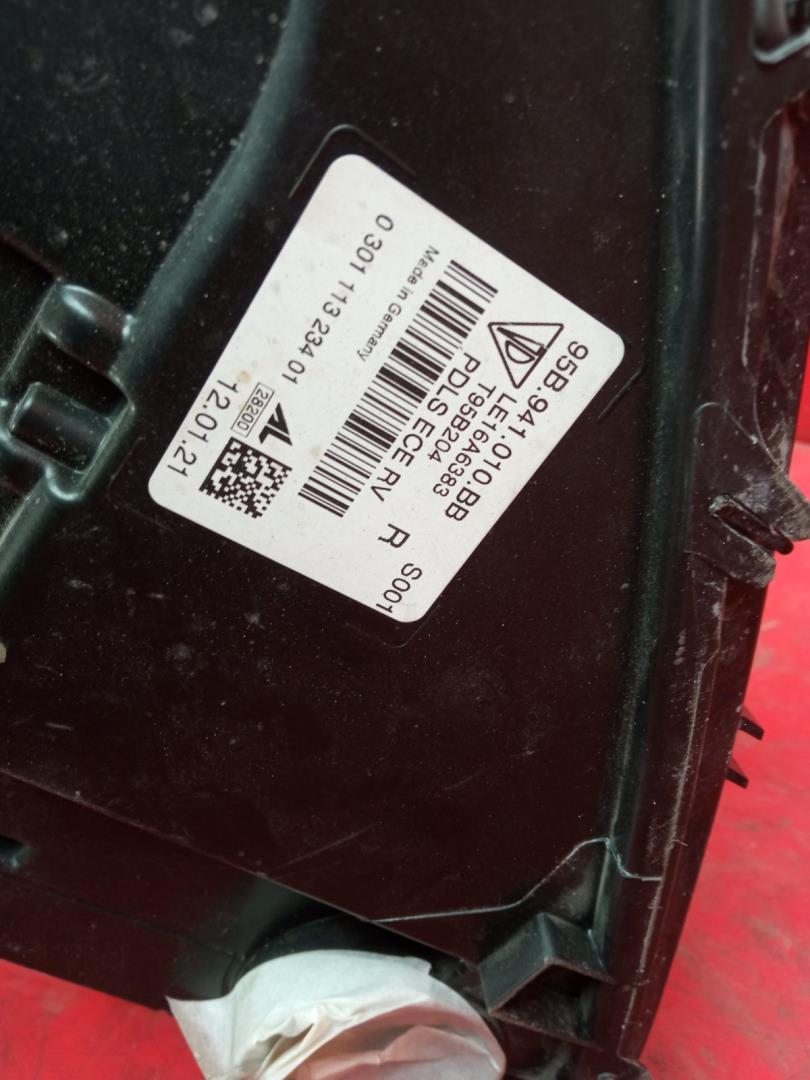 95B.941.010.BB
LE16A6383
T95B204
PDLS ECE RV R S001
Made in Germany
0 301 113 234 01
AL
28200
12.01.21